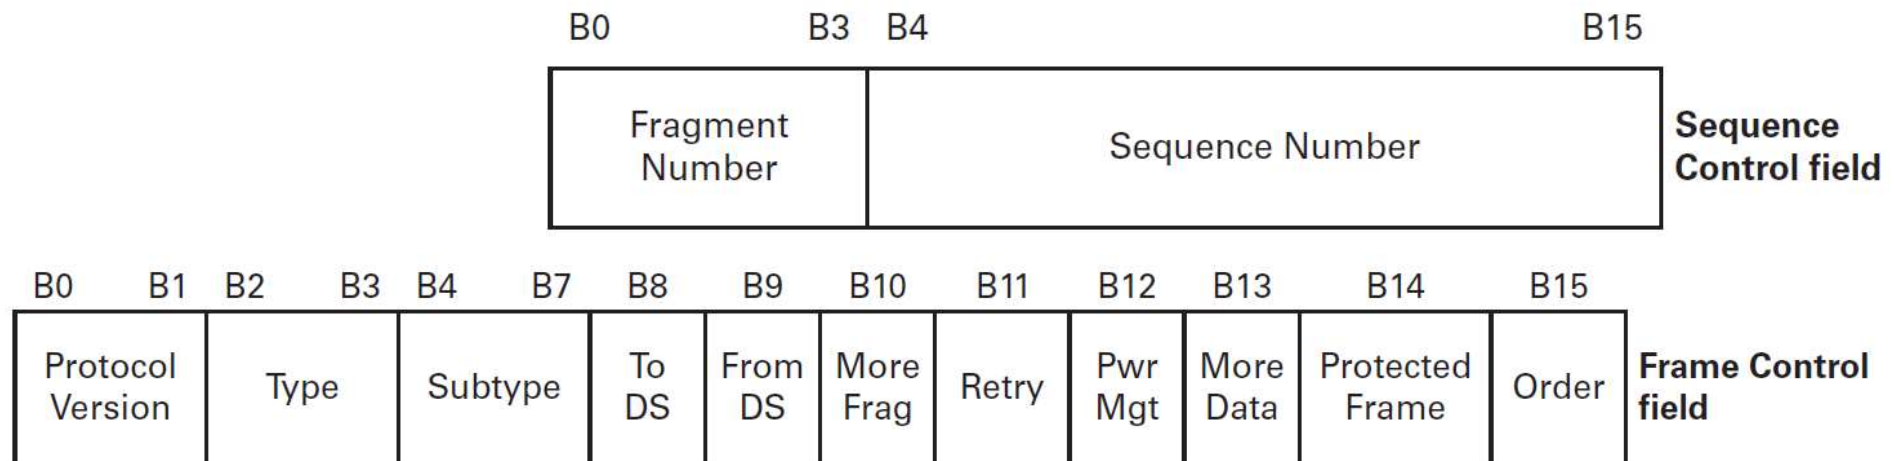 B0 B3 B4 B15
Fragment
Number
Sequence Number
Sequence
Control field
B0 B1 B2 B3 B4 B7 B8 B9 B10 B11 B12 B13 B14 B15
Protocol
Version
Type
Subtype
To
DS
From
DS
More
Frag
Retry
Pwr
Mgt
More
Data
Protected
Frame
Order
Frame Control
field